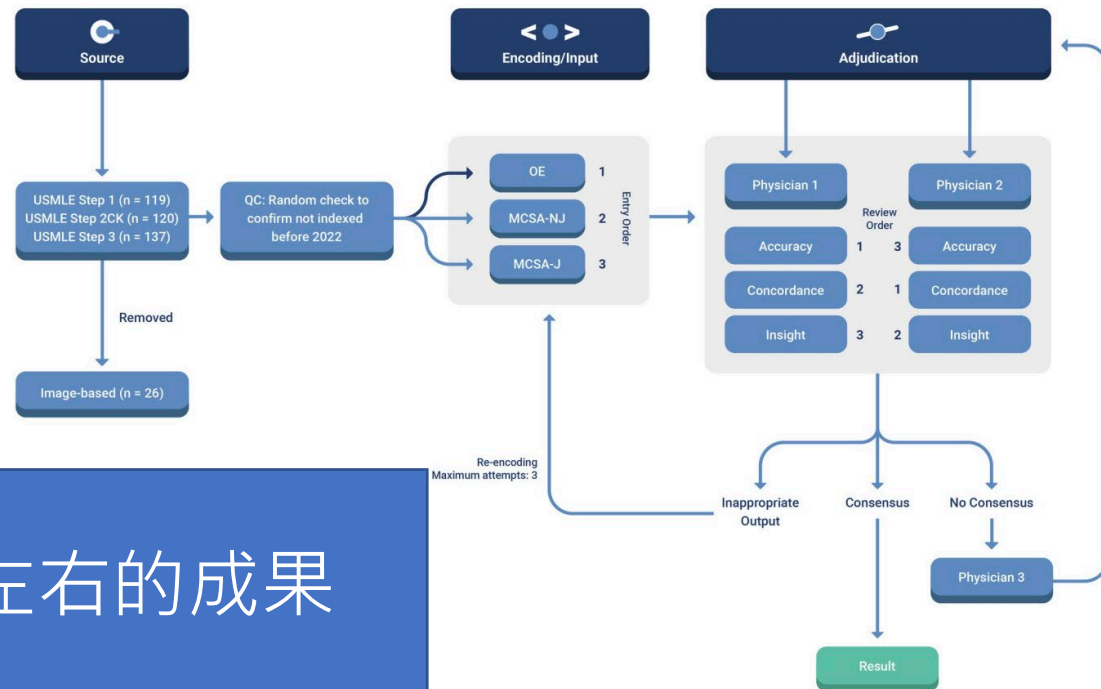 Source
Encoding/Input
Adjudication
USMLE Step 1 (n = 119)
USMLE Step 2CK (n = 120)
USMLE Step 3 (n = 137)
QC: Random check to
confirm not indexed
before 2022
OE 1
MCSA-NJ 2
MCSA-J 3
Entry Order
Physician 1
Physician 2
Review
Order
Accuracy 1 3 Accuracy
Concordance 2 1 Concordance
Insight 3 2 Insight
Removed
Image-based (n = 26)
Re-encoding
Maximum attempts: 3
Inappropriate
Output
Consensus
No Consensus
Physician 3
Result
左右的成果